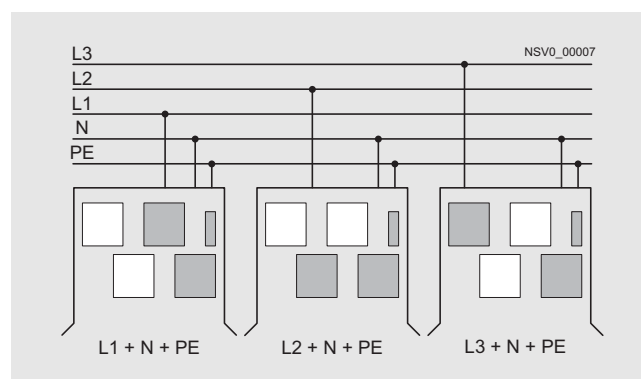 L3 NSV0_00007
L2
L1
N
PE
L1 + N + PE L2 + N + PE L3 + N + PE